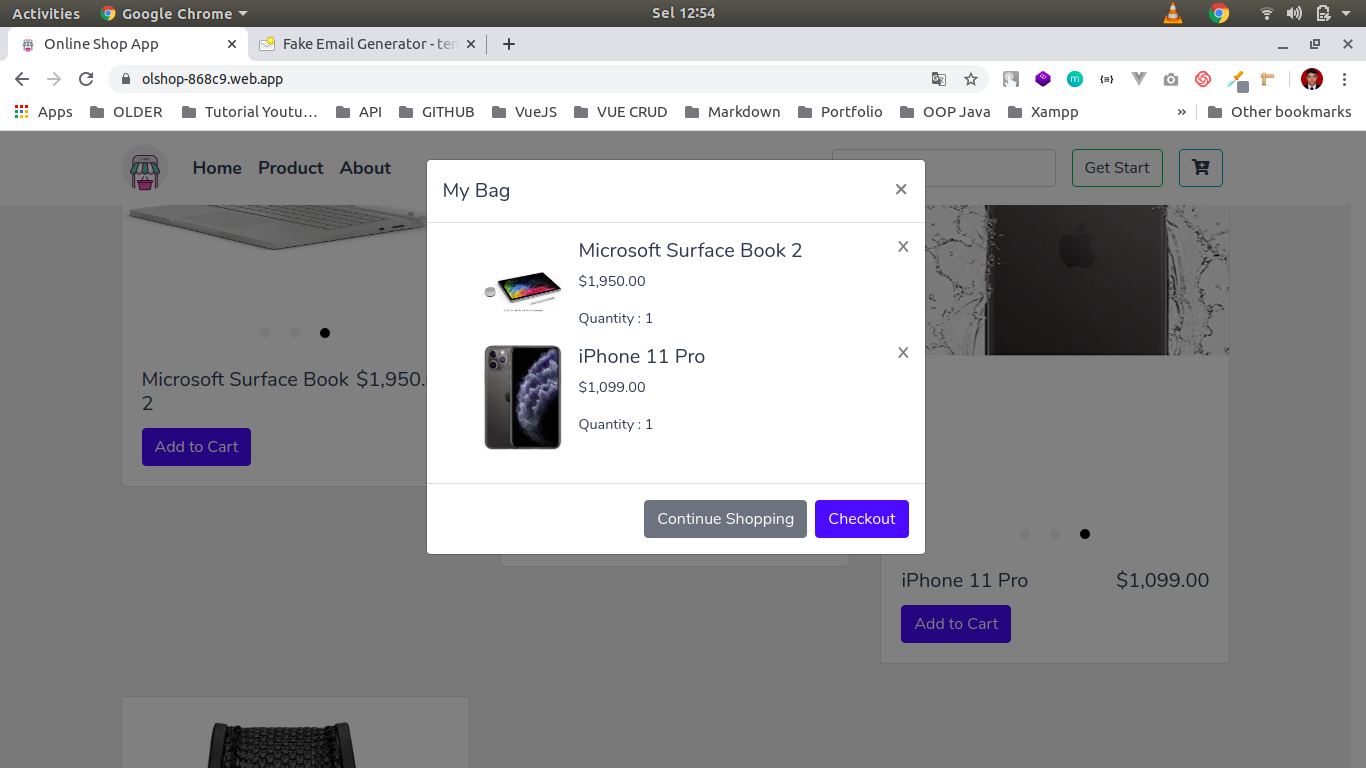 Activities
Google Chrome
Sel 12:54
Online Shop App
Fake Email Generator - ten
olshop-868c9.web.app
Apps
OLDER
Tutorial Youtu…
API
GITHUB
VueJS
VUE CRUD
Markdown
Portfolio
OOP Java
Xampp
»
Other bookmarks
Home
Product
About
Get Start
My Bag
×
Microsoft Surface Book 2
X
$1,950.00
Quantity : 1
iPhone 11 Pro
X
$1,099.00
Quantity : 1
Continue Shopping
Checkout
Microsoft Surface Book
2
$1,950.
Add to Cart
iPhone 11 Pro
$1,099.00
Add to Cart